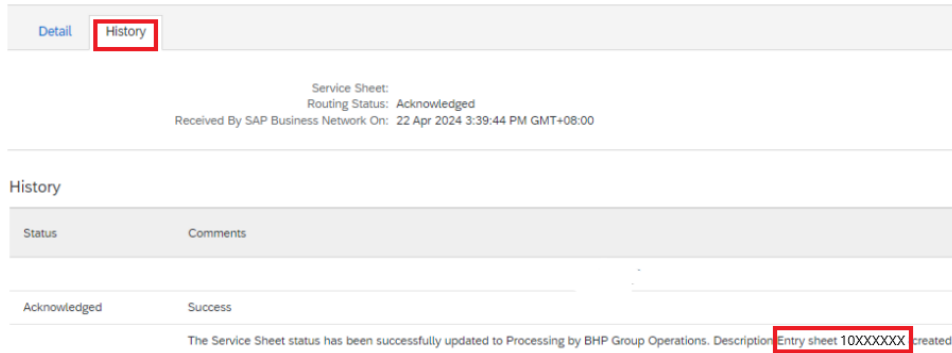 Detail History
Service Sheet:
Routing Status: Acknowledged
Received By SAP Business Network On: 22 Apr 2024 3:39:44 PM GMT+08:00
History
Status Comments
Acknowledged Success
The Service Sheet status has been successfully updated to Processing by BHP Group Operations. Description Entry sheet 10XXXXXX create